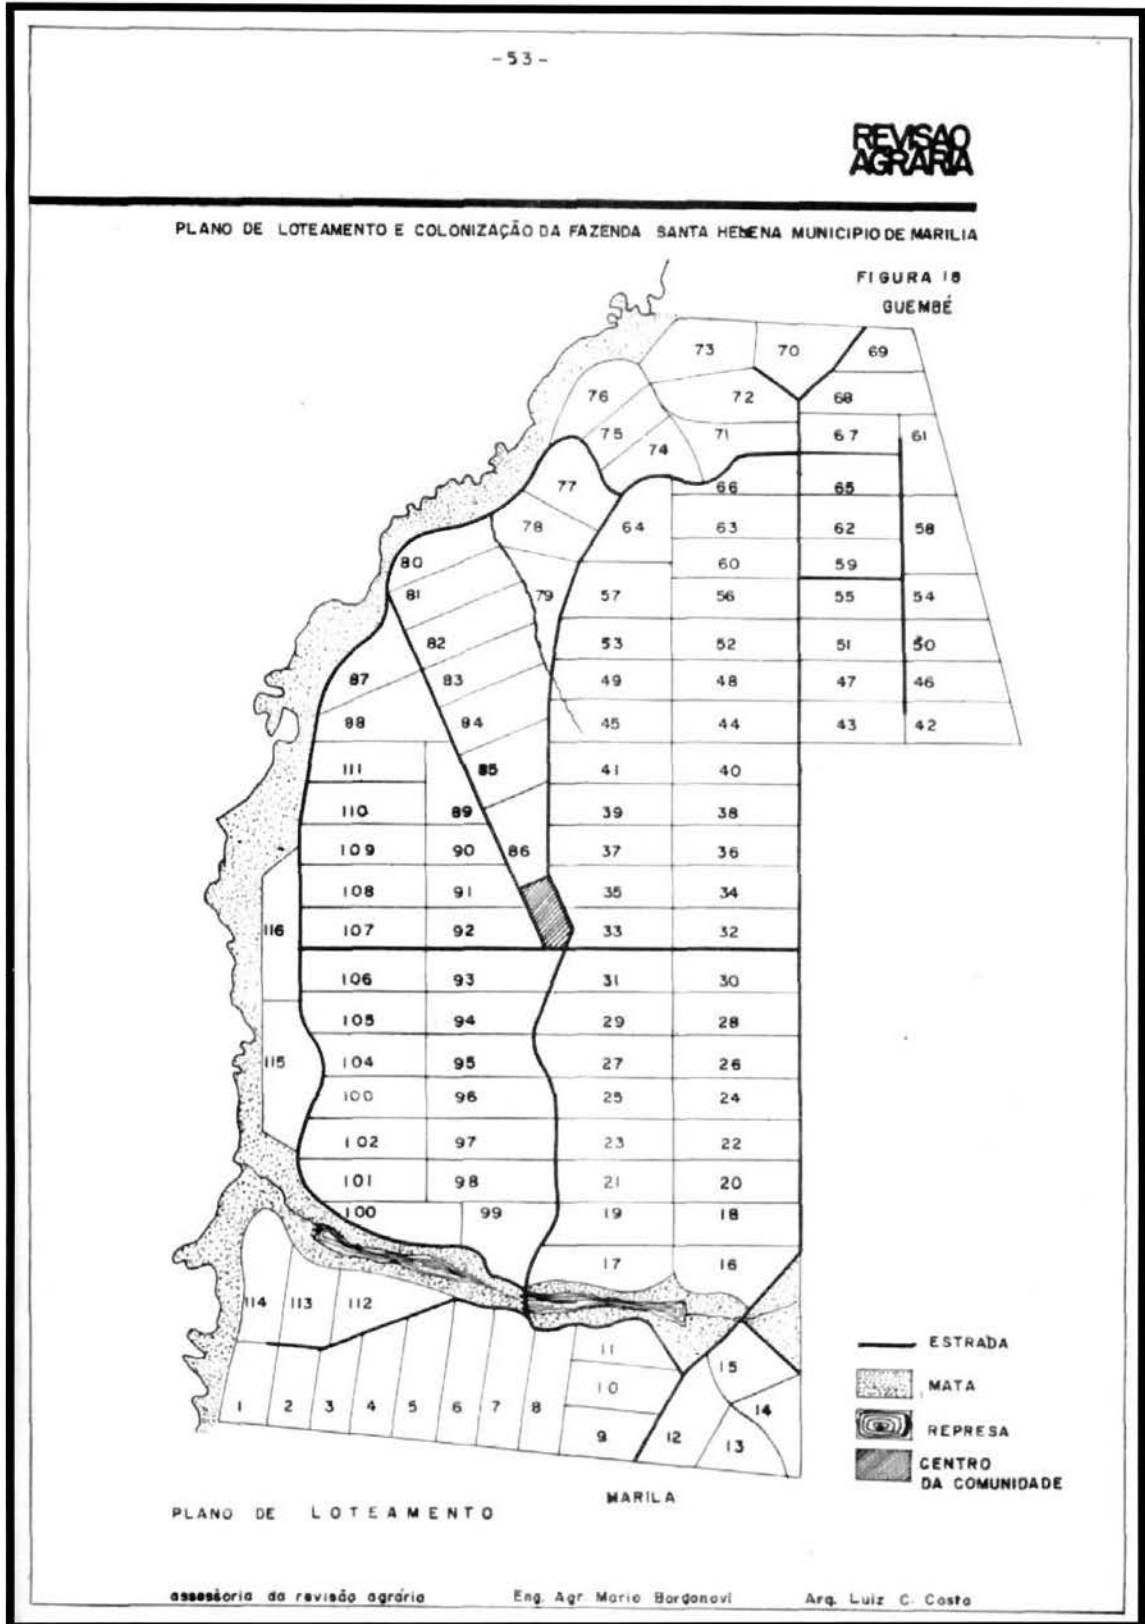 -53-
REVISAO
AGRARIA
PLANO DE LOTEAMENTO E COLONIZAÇÃO DA FAZENDA SANTA HELENA MUNICIPIO DE MARILIA
FIGURA 18
GUEMBÉ
73 70 69
76 72 68
75 74 71 67 61
77 66 65
78 64 63 62 58
80 60 59
81 79 57 56 55 54
82 53 52 51 50
87 83 49 48 47 46
88 84 45 44 43 42
111 85 41 40
110 89 39 38
109 90 86 37 36
108 91 35 34
116 107 92 33 32
106 93 31 30
105 94 29 28
115 104 95 27 26
100 96 25 24
102 97 23 22
101 98 21 20
100 99 19 18
17 16
114 113 112
11 15
10
1 2 3 4 5 6 7 8 9 12 13 14
ESTRADA
MATA
REPRESA
CENTRO
DA COMUNIDADE
MARILA
PLANO DE LOTEAMENTO
assessoria da revisão agrária Eng. Agr Mario Borgonovi Arq. Luiz C. Costa